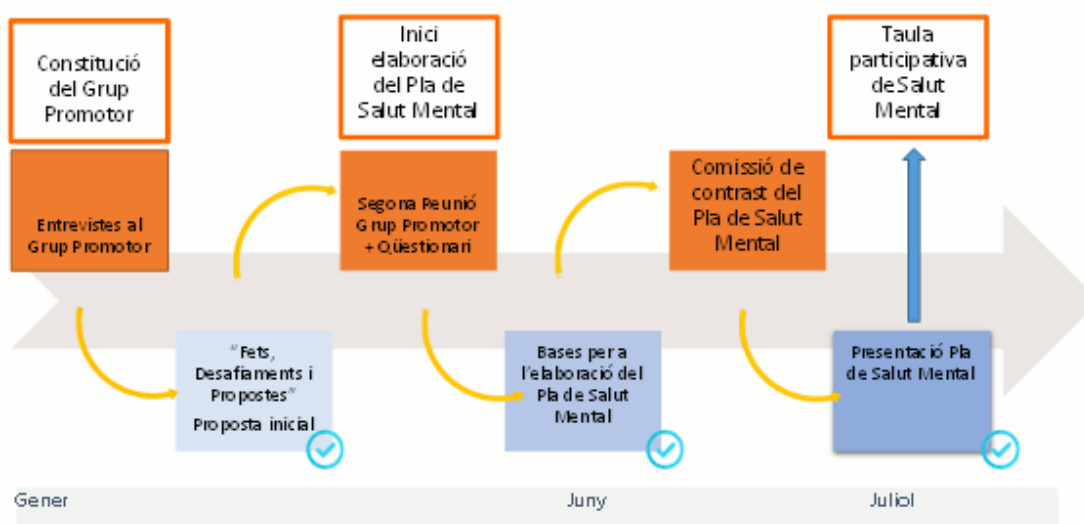 Constitució
del Grup
Promotor
Inici
elaboració
del Pla de
Salut Mental
Taula
participativa
de Salut
Mental
Entrevistes al
Grup Promotor
Segona Reunió
Grup Promotor
+ Qüestionari
Comissió de
contrast del
Pla de Salut
Mental
"Fets,
Desafiaments i
Propostes"
Proposta inicial
Bases per a
l'elaboració del
Pla de Salut
Mental
Presentació Pla
de Salut Mental
Gener
Juny
Juliol